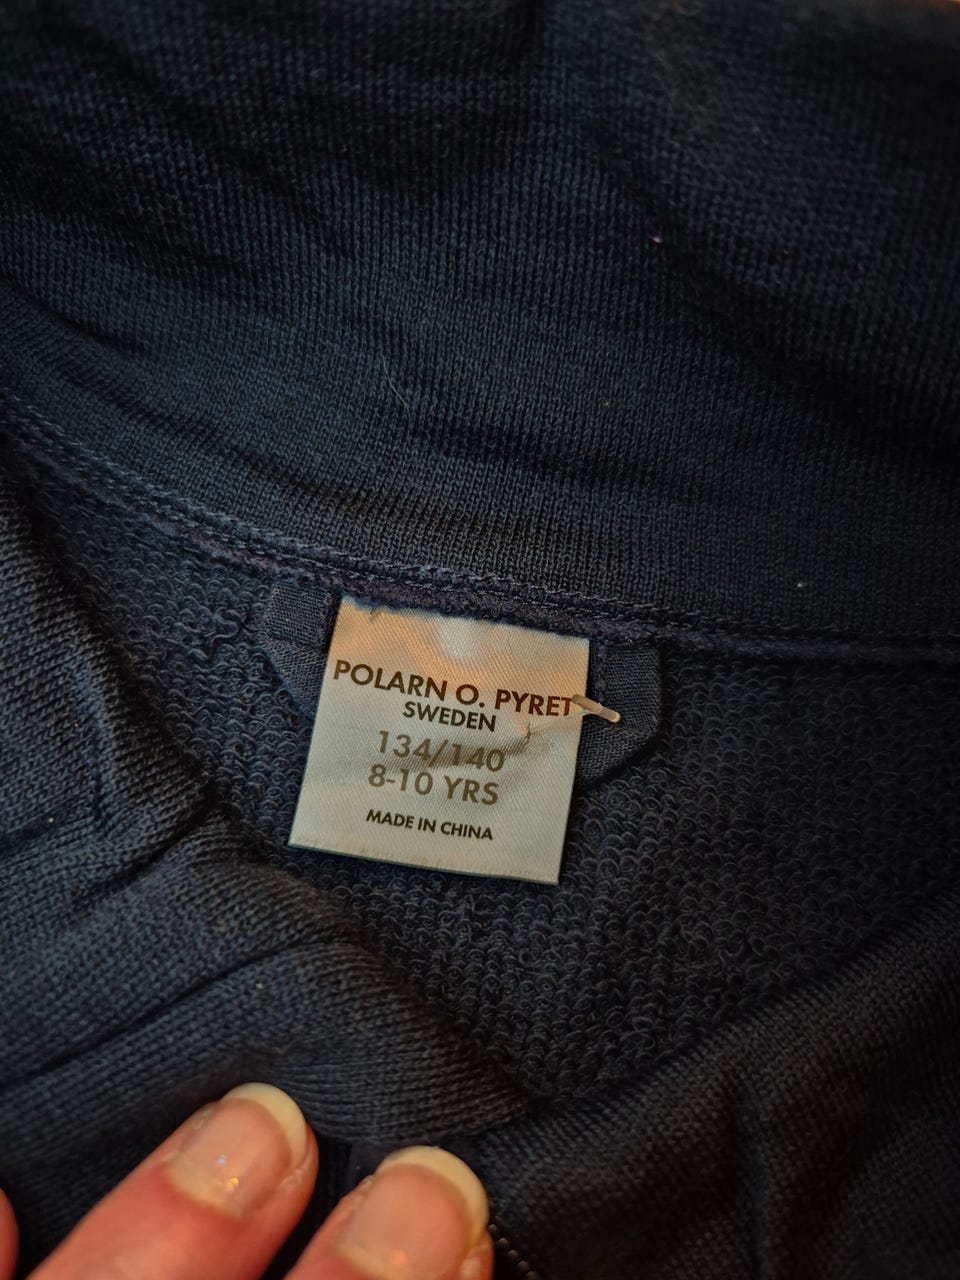 POLARN O. PYRET
SWEDEN
134/140
8-10 YRS
MADE IN CHINA